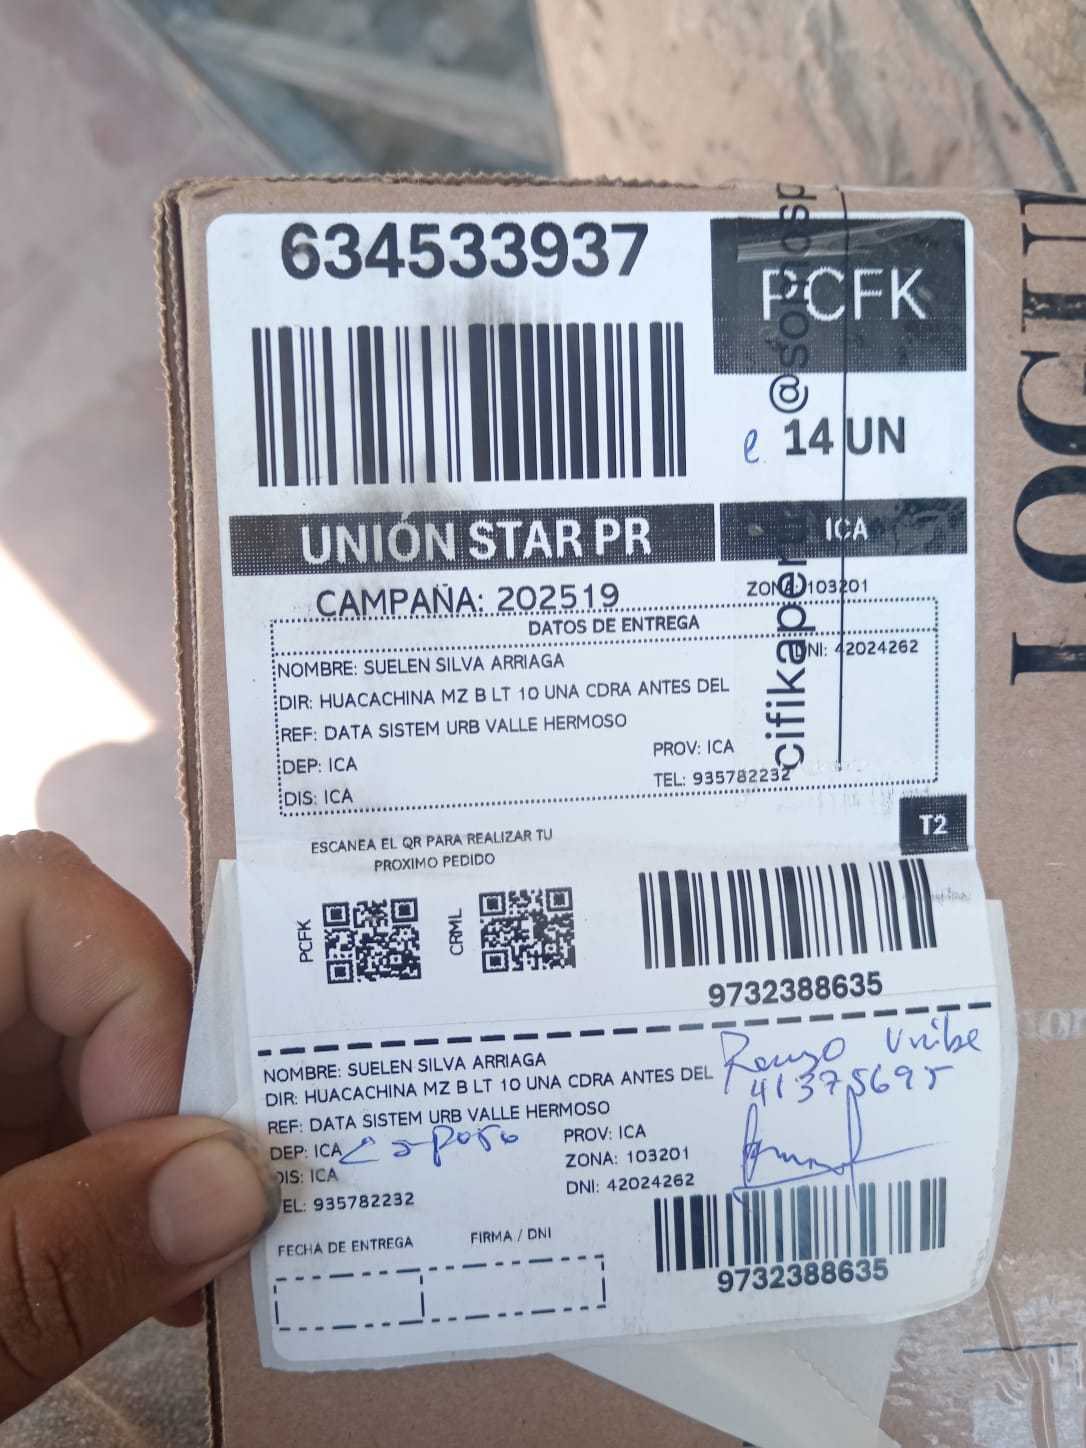 634533937
PCFK
@somosp
14 UN
UNIÓN STAR PR
ICA
CAMPAÑA: 202519
ZONA: 103201
DATOS DE ENTREGA
DNI: 42024262
NOMBRE: SUELEN SILVA ARRIAGA
DIR: HUACACHINA MZ B LT 10 UNA CDRA ANTES DEL
REF: DATA SISTEM URB VALLE HERMOSO
DEP: ICA
PROV: ICA
DIS: ICA
TEL: 935782232
cifikaperu
T2
ESCANEA EL QR PARA REALIZAR TU
PROXIMO PEDIDO
PCFK
CRML
9732388635
NOMBRE: SUELEN SILVA ARRIAGA
DIR: HUACACHINA MZ B LT 10 UNA CDRA ANTES DEL
REF: DATA SISTEM URB VALLE HERMOSO
Renzo Uribe
41375695
DEP: ICA
Esposo
PROV: ICA
DIS: ICA
ZONA: 103201
TEL: 935782232
DNI: 42024262
FECHA DE ENTREGA
FIRMA / DNI
9732388635